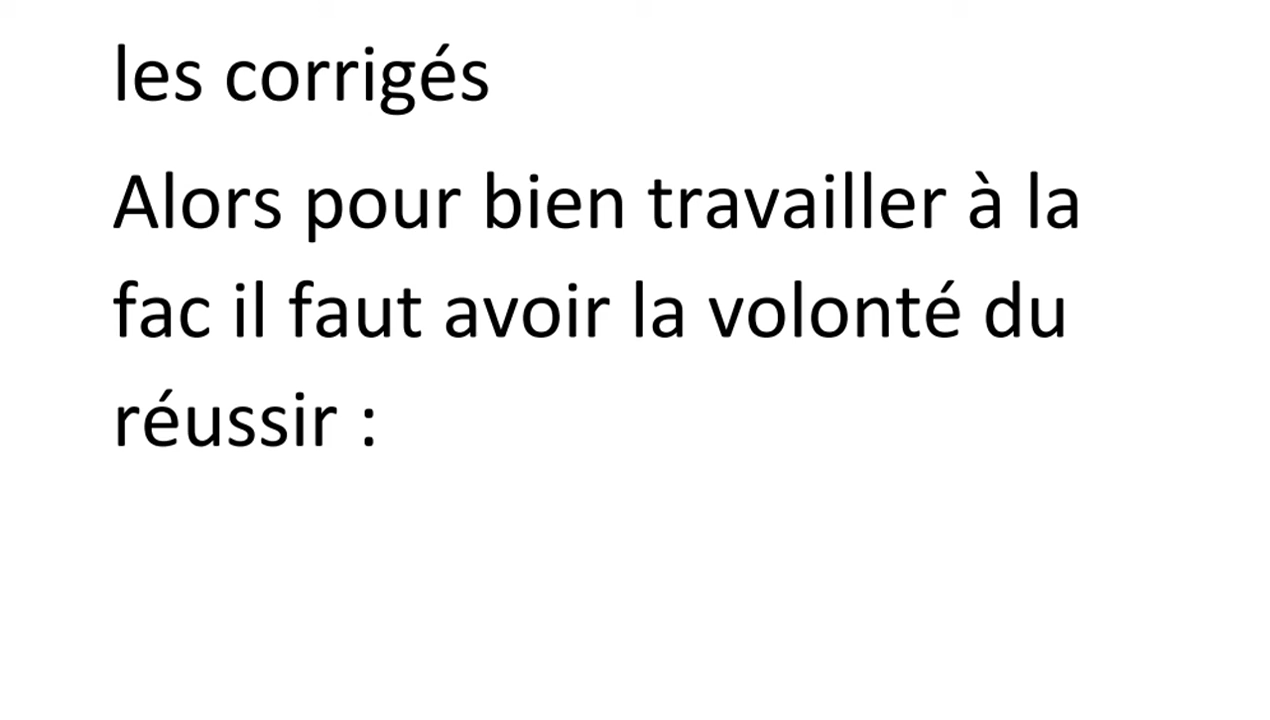 les corrigés
Alors pour bien travailler à la
fac il faut avoir la volonté du
réussir :